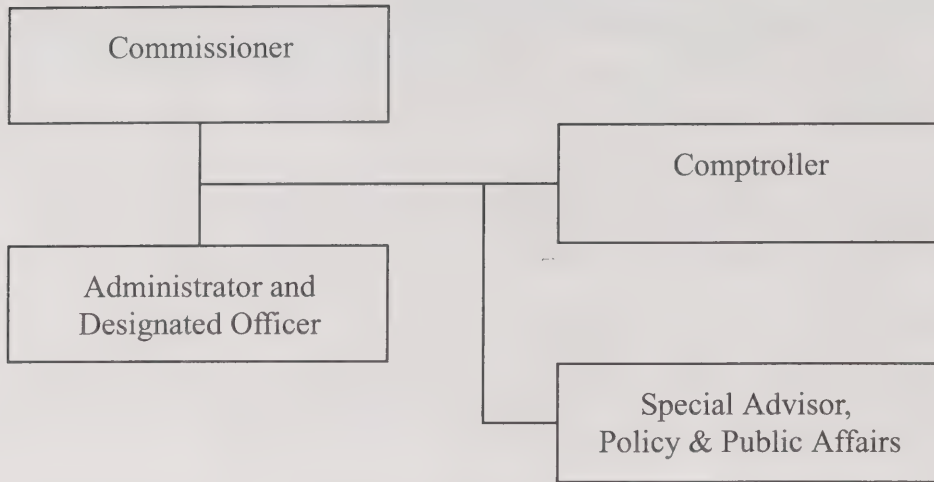 Commissioner
Comptroller
Administrator and
Designated Officer
Special Advisor,
Policy & Public Affairs